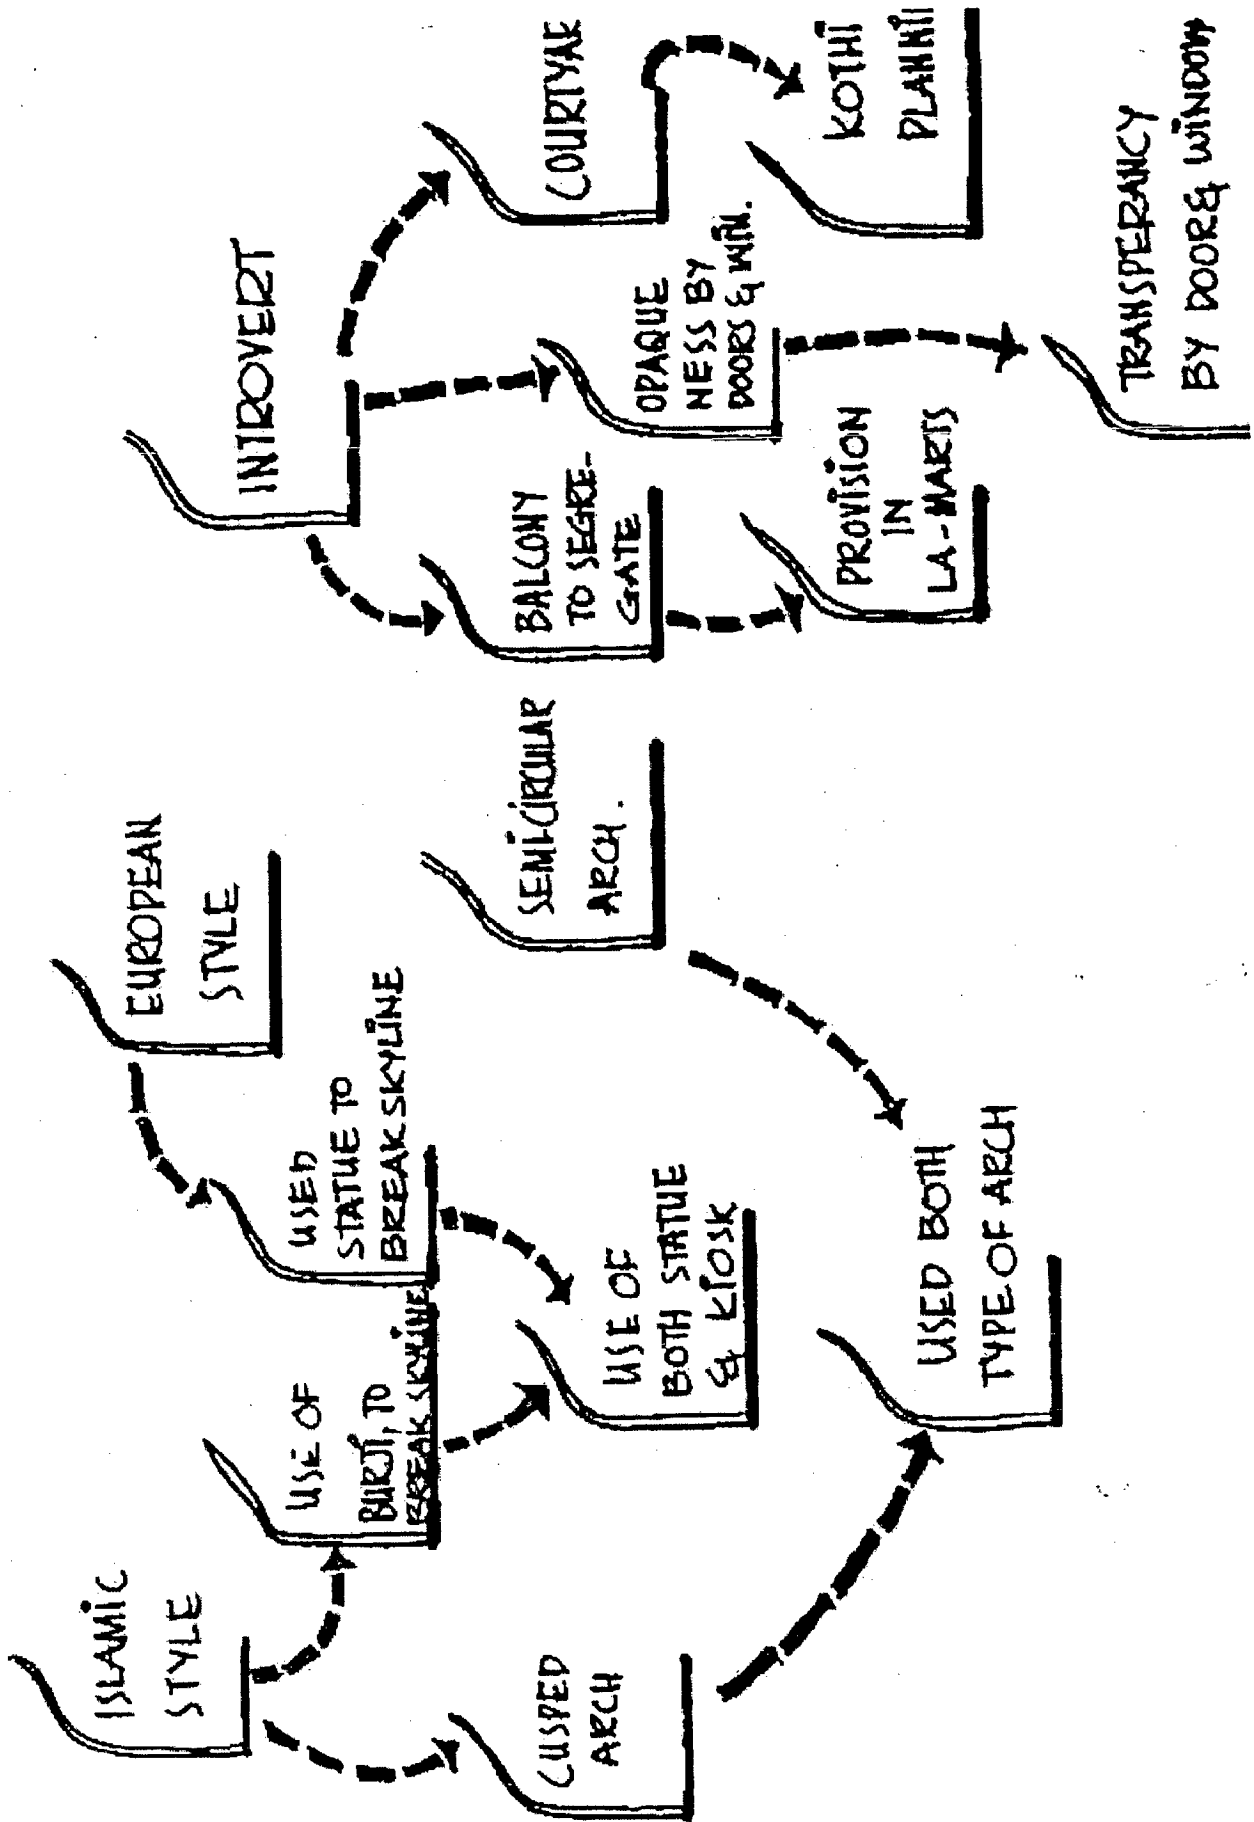 ISLAMIC
STYLE
EUROPEAN
STYLE
INTROVERT
USE OF
BURJI, TO
BREAK SKYLINE
USED
STATUE TO
BREAK SKYLINE
CUSPED
ARCH
SEMI-CIRCULAR
ARCH.
BALCONY
TO SEGRE-
GATE
OPAQUE
NESS BY
DOORS & WIN.
COURTYAR
USE OF
BOTH STATUE
& KIOSK
PROVISION
IN
LA-MARTS
KOTHI
PLANNI
USED BOTH
TYPE OF ARCH
TRANSPERANCY
BY DOOR & WINDOWS